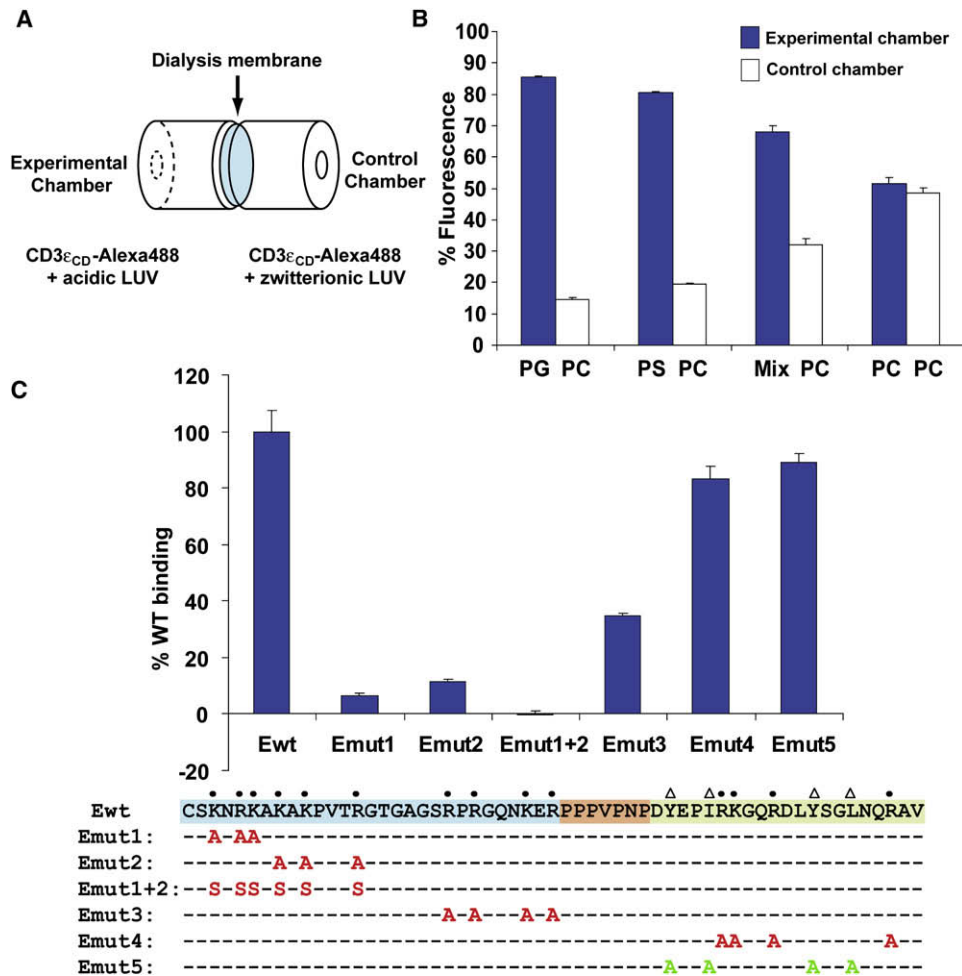 A
Dialysis membrane
Experimental Chamber
Control Chamber
CD3εCD-Alexa488 + acidic LUV
CD3εCD-Alexa488 + zwitterionic LUV
B
% Fluorescence
100
90
80
70
60
50
40
30
20
10
0
Experimental chamber
Control chamber
PG PC PS PC Mix PC PC PC
C
% WT binding
120
100
80
60
40
20
0
-20
Ewt Emut1 Emut2 Emut1+2 Emut3 Emut4 Emut5
Ewt CSKNRKAKAKPVTRGTGAGSRPRGQNKERPPPVPNPDYEPIRKGQRDLYSGLNQRAV
Emut1: --A-AA---------------------------------------------------
Emut2: -------A-A---A-------------------------------------------
Emut1+2: --S-SS-S-S---S-------------------------------------------
Emut3: --------------------A-A---A-A----------------------------
Emut4: -----------------------------------------AA--A--------A--
Emut5: -------------------------------------A--A-------A--A-----